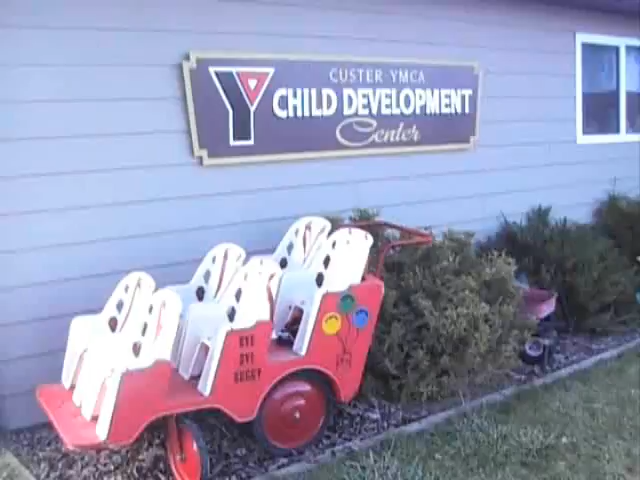 CUSTER YMCA
Y CHILD DEVELOPMENT
Center
BYE
BYE
BUGGY